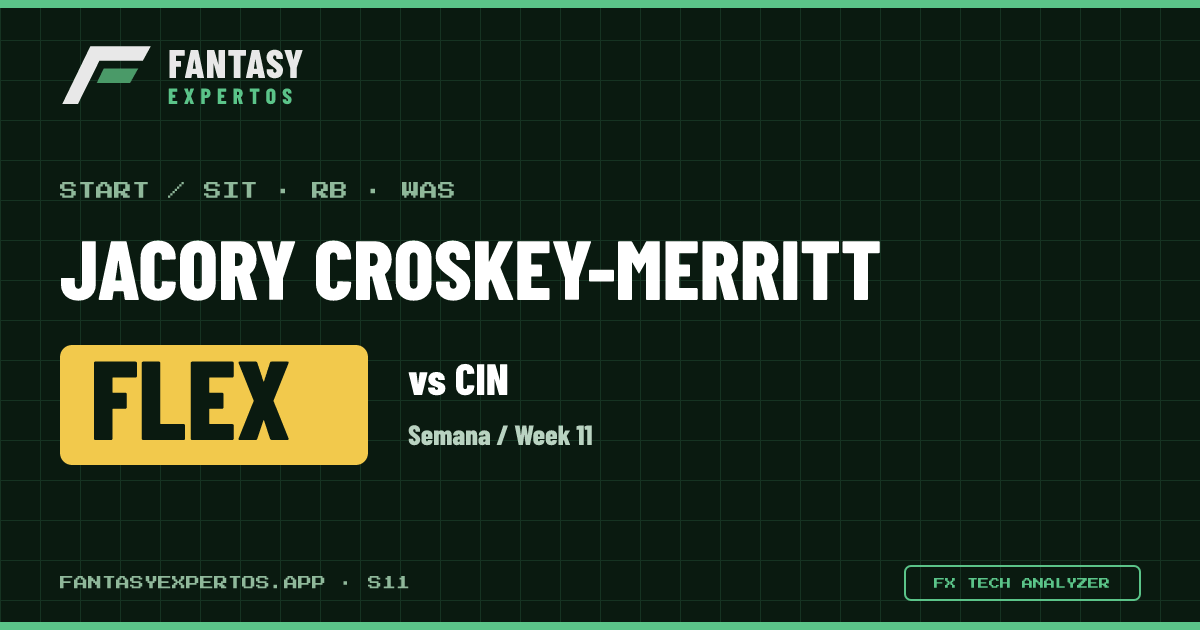 FANTASY
EXPERTOS
START / SIT · RB · WAS
JACORY CROSKEY-MERRITT
FLEX
vs CIN
Semana / Week 11
FANTASYEXPERTOS.APP · S11
FX TECH ANALYZER